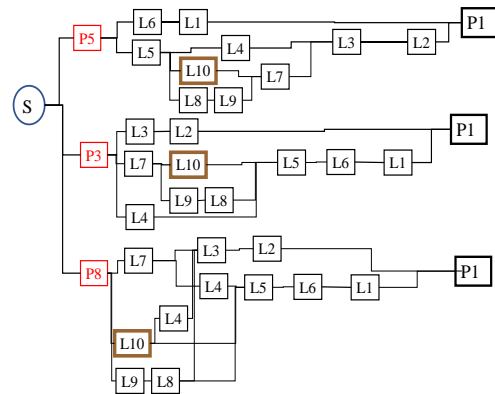 L6 L1 P1
P5 L5 L4 L3 L2
L10 L7
S L8 L9
L3 L2 P1
P3 L7 L10 L5 L6 L1
L9 L8
L4
L7 L3 L2
P8 L4 L5 L6 L1 P1
L4
L10
L9 L8